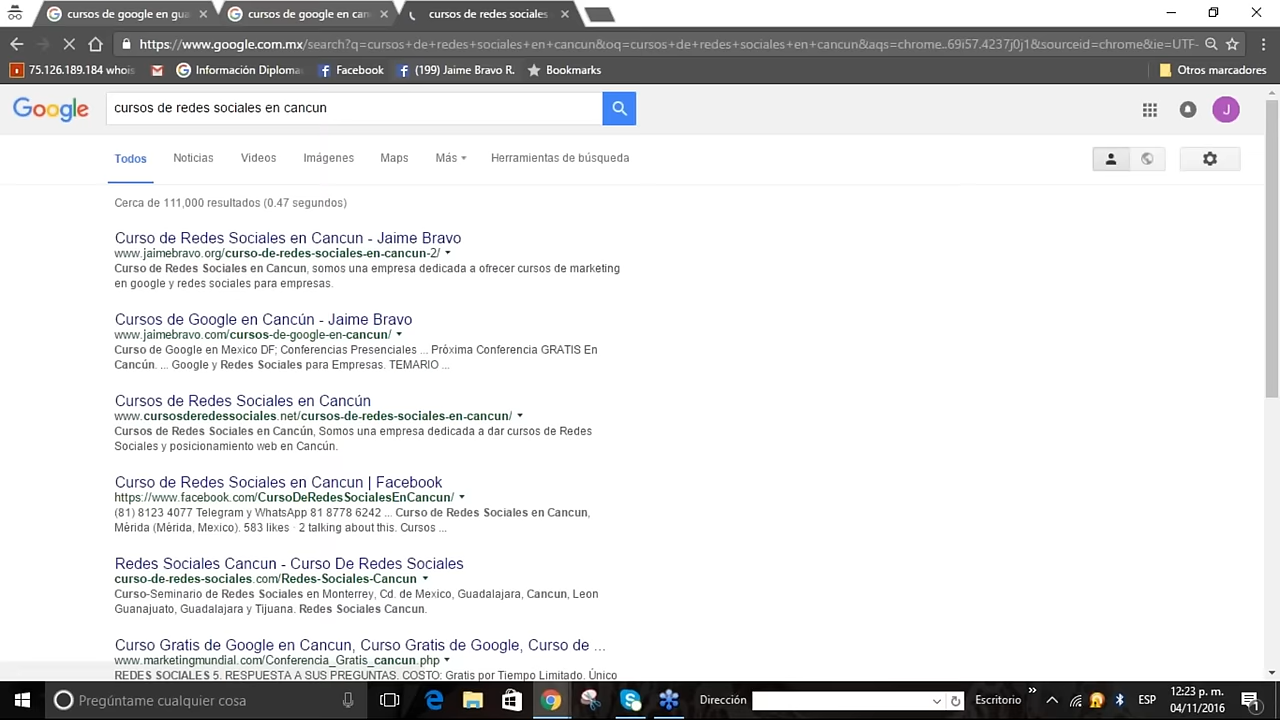 cursos de google en gua
cursos de google en can
cursos de redes sociales
https://www.google.com.mx/search?q=cursos+de+redes+sociales+en+cancun&oq=cursos+de+redes+sociales+en+cancun&aqs=chrome..69i57.4237j0j1&sourceid=chrome&ie=UTF-
75.126.189.184 whois
Información Diploma
Facebook
(199) Jaime Bravo R.
Bookmarks
Otros marcadores
Google
cursos de redes sociales en cancun
J
Todos
Noticias
Videos
Imágenes
Maps
Más
Herramientas de búsqueda
Cerca de 111,000 resultados (0.47 segundos)
Curso de Redes Sociales en Cancun - Jaime Bravo
www.jaimebravo.org/curso-de-redes-sociales-en-cancun-2/
Curso de Redes Sociales en Cancun, somos una empresa dedicada a ofrecer cursos de marketing
en google y redes sociales para empresas.
Cursos de Google en Cancún - Jaime Bravo
www.jaimebravo.com/cursos-de-google-en-cancun/
Curso de Google en Mexico DF; Conferencias Presenciales ... Próxima Conferencia GRATIS En
Cancún. ... Google y Redes Sociales para Empresas. TEMARIO ...
Cursos de Redes Sociales en Cancún
www.cursosderedessociales.net/cursos-de-redes-sociales-en-cancun/
Cursos de Redes Sociales en Cancún, Somos una empresa dedicada a dar cursos de Redes
Sociales y posicionamiento web en Cancún.
Curso de Redes Sociales en Cancun | Facebook
https://www.facebook.com/CursoDeRedesSocialesEnCancun/
(81) 8123 4077 Telegram y WhatsApp 81 8778 6242 ... Curso de Redes Sociales en Cancun,
Mérida (Mérida, Mexico). 583 likes · 2 talking about this. Cursos ...
Redes Sociales Cancun - Curso De Redes Sociales
curso-de-redes-sociales.com/Redes-Sociales-Cancun
Curso-Seminario de Redes Sociales en Monterrey, Cd. de Mexico, Guadalajara, Cancun, Leon
Guanajuato, Guadalajara y Tijuana. Redes Sociales Cancun.
Curso Gratis de Google en Cancun, Curso Gratis de Google, Curso de ...
www.marketingmundial.com/Conferencia_Gratis_cancun.php
REDES SOCIALES 5. RESPUESTA A SUS PREGUNTAS. COSTO: Gratis por Tiempo Limitado. Único
Pregúntame cualquier cosa
Dirección
Escritorio
ESP
12:23 p. m.
04/11/2016
1